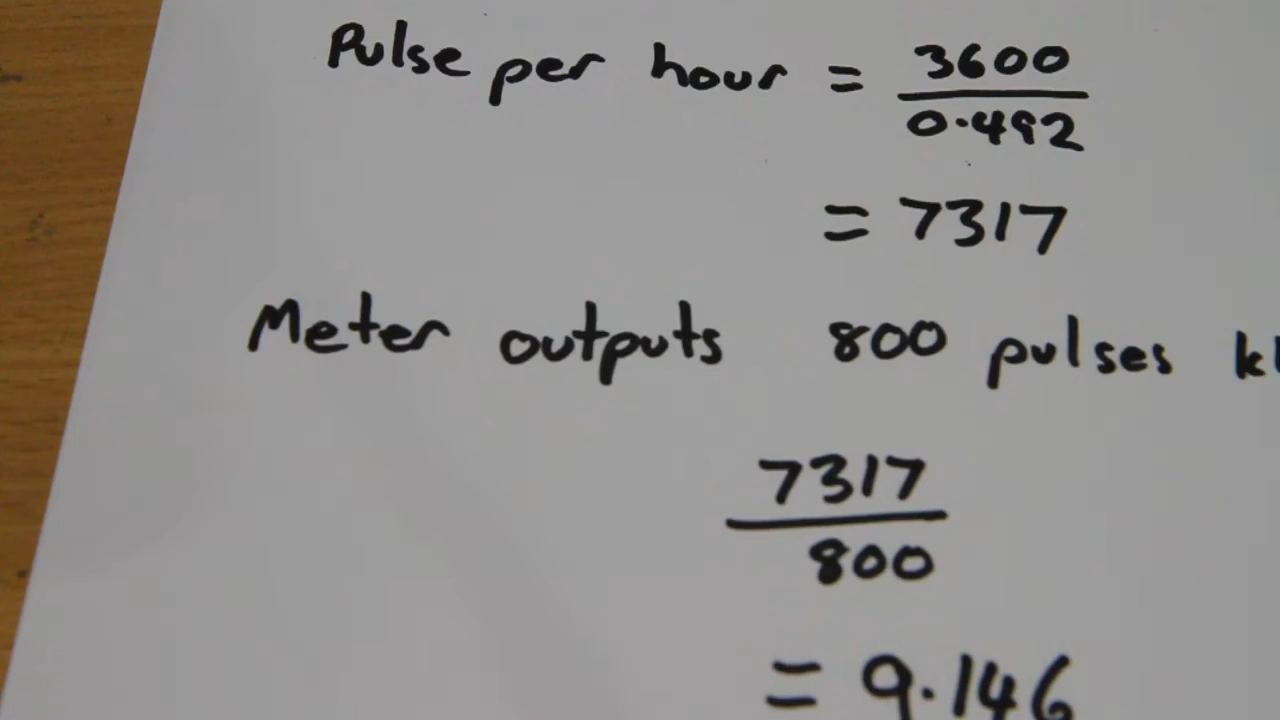 Pulse per hour = 3600
0.492
= 7317
Meter outputs 800 pulses
7317
800
= 9.146